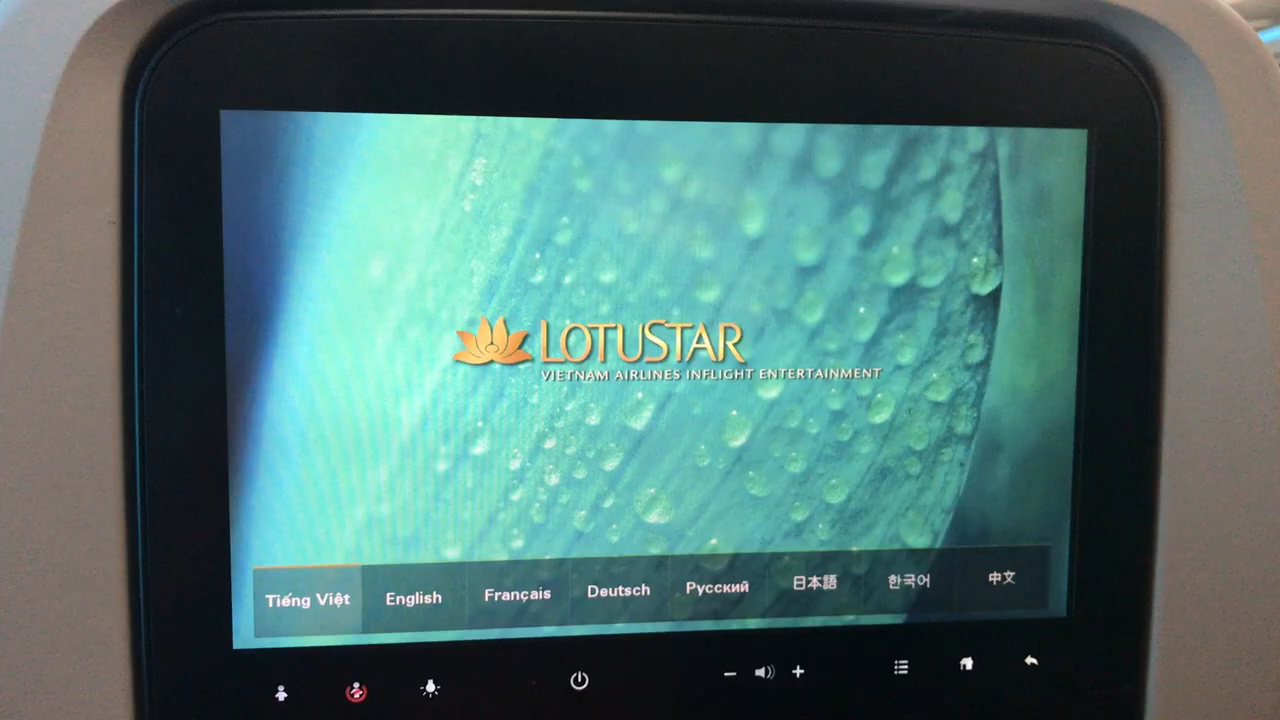 LOTUSTAR
VIETNAM AIRLINES INFLIGHT ENTERTAINMENT
Tiếng Việt English Français Deutsch Русский 日本語 한국어 中文